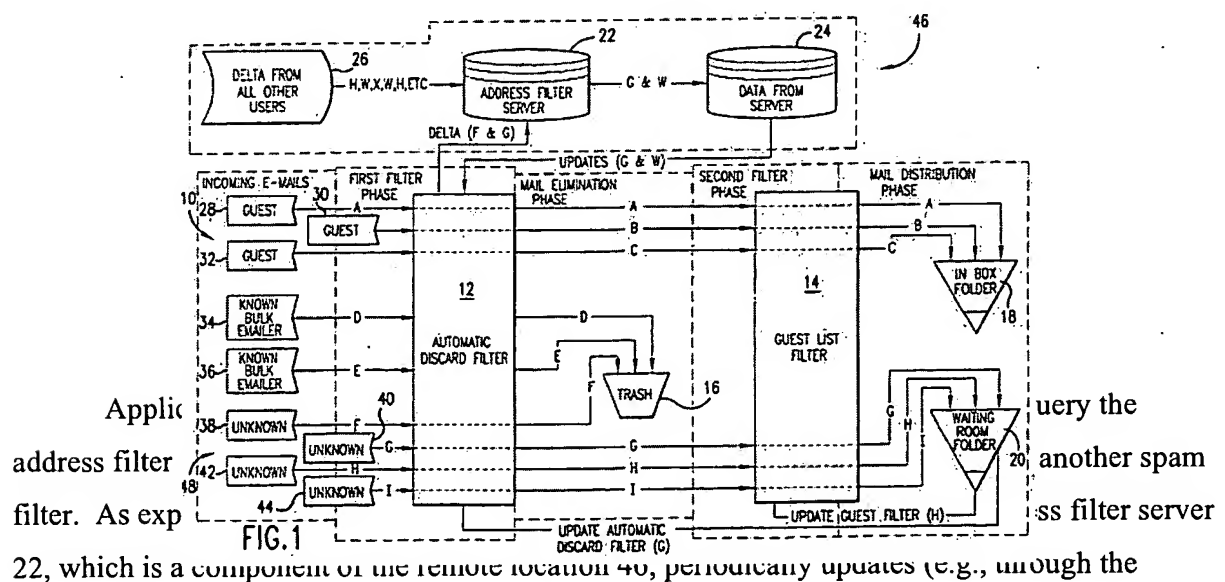 22
24
46
26
DELTA FROM
ALL OTHER
USERS
H,W,X,W,H,ETC
ADDRESS FILTER
SERVER
G & W
DATA FROM
SERVER
DELTA (F & G)
UPDATES (G & W)
INCOMING E-MAILS
FIRST FILTER
PHASE
MAIL ELIMINATION
PHASE
SECOND FILTER
PHASE
MAIL DISTRIBUTION
PHASE
10
28
GUEST
30
A
A
A
GUEST
B
B
32
GUEST
C
C
12
AUTOMATIC
DISCARD FILTER
14
GUEST LIST
FILTER
IN BOX
FOLDER
18
34
KNOWN
BULK
EMAILER
D
D
36
KNOWN
BULK
EMAILER
E
E
F
TRASH
16
38
UNKNOWN
F
40
UNKNOWN
G
G
G
48
42
UNKNOWN
H
H
H
44
UNKNOWN
I
I
I
WAITING
ROOM
FOLDER
20
UPDATE GUEST FILTER (H)
UPDATE AUTOMATIC
DISCARD FILTER (G)
FIG.1
uery the
address filter another spam
filter. As exp ss filter server
22, which is a component of the remote location 46, periodically updates (e.g., through the